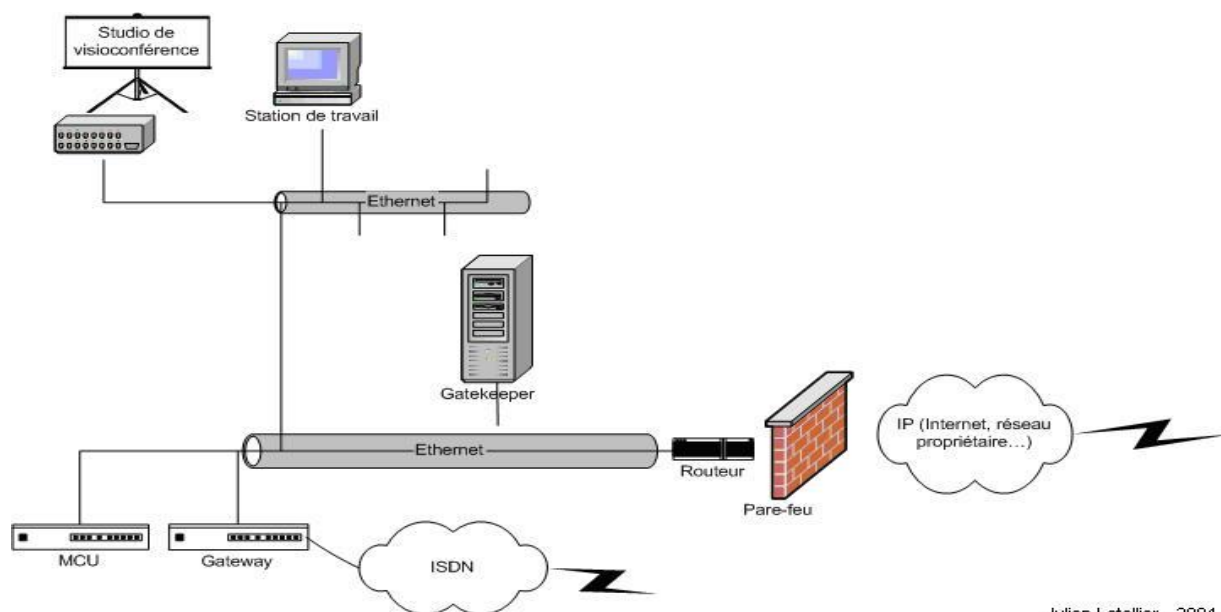 Studio de
visioconférence
Station de travail
Ethernet
Gatekeeper
Ethernet
Routeur
IP (Internet, réseau
propriétaire…)
Pare-feu
MCU
Gateway
ISDN